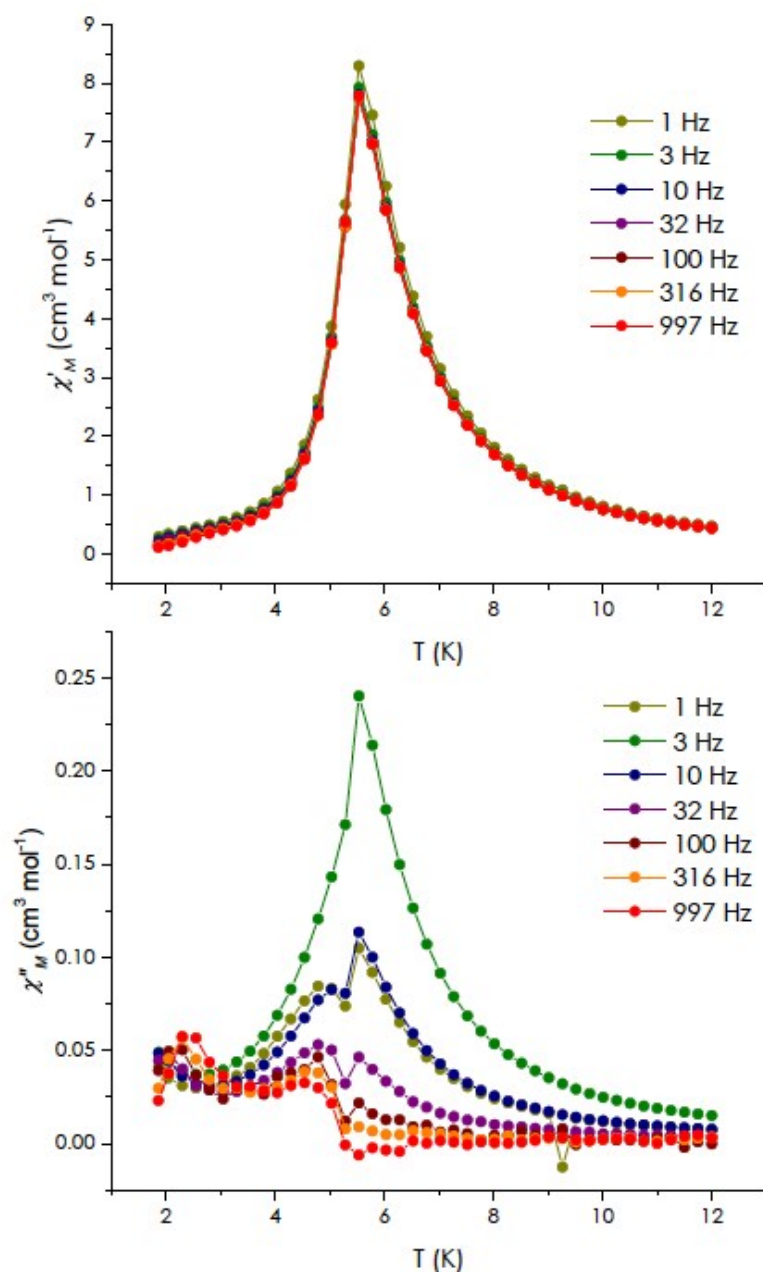 9
8
7
6
5
4
3
2
1
0
χ'M (cm³ mol⁻¹)
1 Hz
3 Hz
10 Hz
32 Hz
100 Hz
316 Hz
997 Hz
2 4 6 8 10 12
T (K)
0.25
0.20
0.15
0.10
0.05
0.00
χ"M (cm³ mol⁻¹)
1 Hz
3 Hz
10 Hz
32 Hz
100 Hz
316 Hz
997 Hz
2 4 6 8 10 12
T (K)